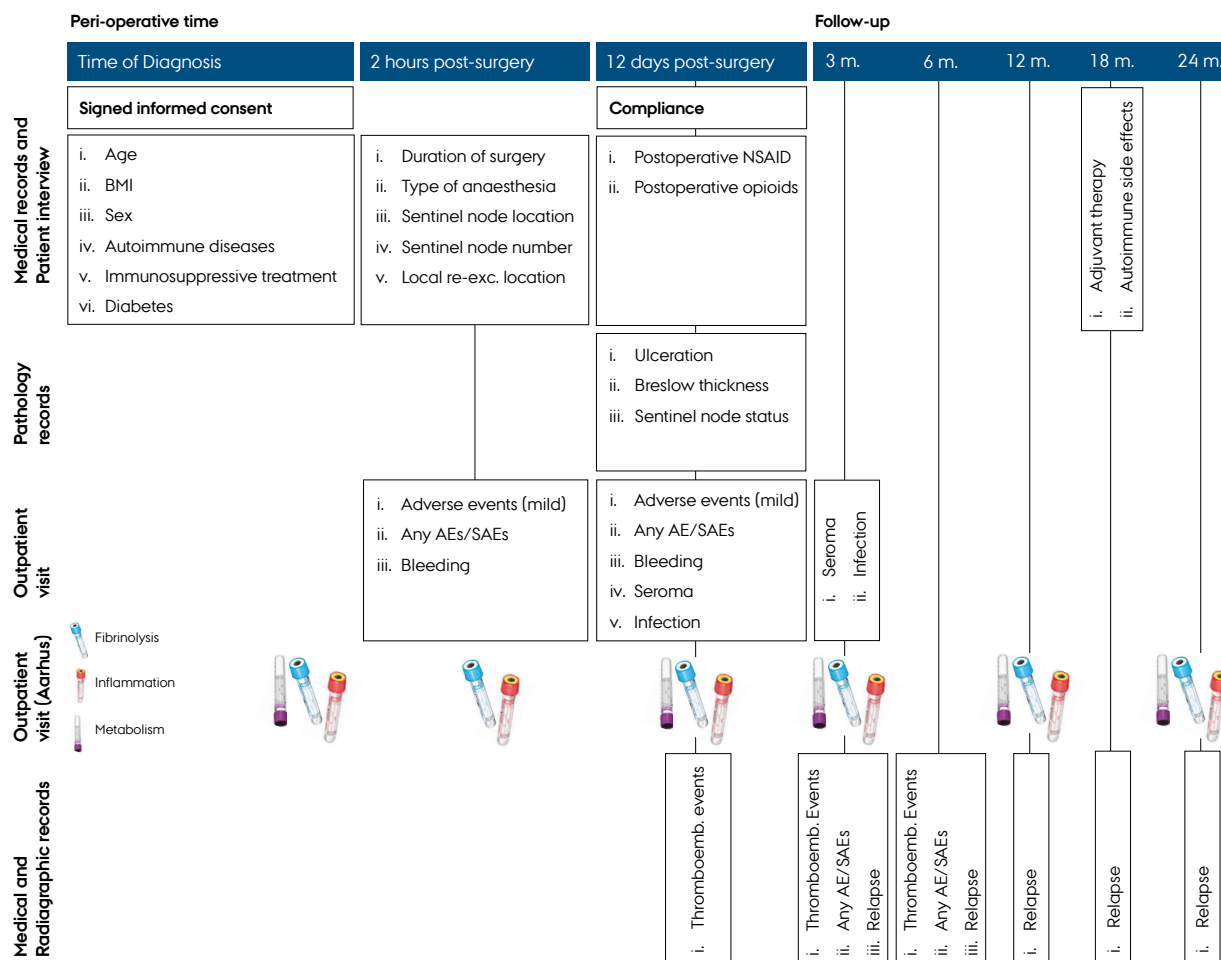 Peri-operative time
Follow-up
Time of Diagnosis
2 hours post-surgery
12 days post-surgery
3 m.
6 m.
12 m.
18 m.
24 m.
Medical records and
Patient interview
Signed informed consent
i. Age
ii. BMI
iii. Sex
iv. Autoimmune diseases
v. Immunosuppressive treatment
vi. Diabetes
i. Duration of surgery
ii. Type of anaesthesia
iii. Sentinel node location
iv. Sentinel node number
v. Local re-exc. location
Compliance
i. Postoperative NSAID
ii. Postoperative opioids
i. Adjuvant therapy
ii. Autoimmune side effects
Pathology
records
i. Ulceration
ii. Breslow thickness
iii. Sentinel node status
Outpatient
visit
i. Adverse events (mild)
ii. Any AEs/SAEs
iii. Bleeding
i. Adverse events (mild)
ii. Any AE/SAEs
iii. Bleeding
iv. Seroma
v. Infection
i. Seroma
ii. Infection
Outpatient
visit (Aarhus)
Fibrinolysis
Inflammation
Metabolism
Medical and
Radiagraphic records
i. Thromboemb. events
i. Thromboemb. Events
ii. Any AE/SAEs
iii. Relapse
i. Thromboemb. Events
ii. Any AE/SAEs
iii. Relapse
i. Relapse
i. Relapse
i. Relapse